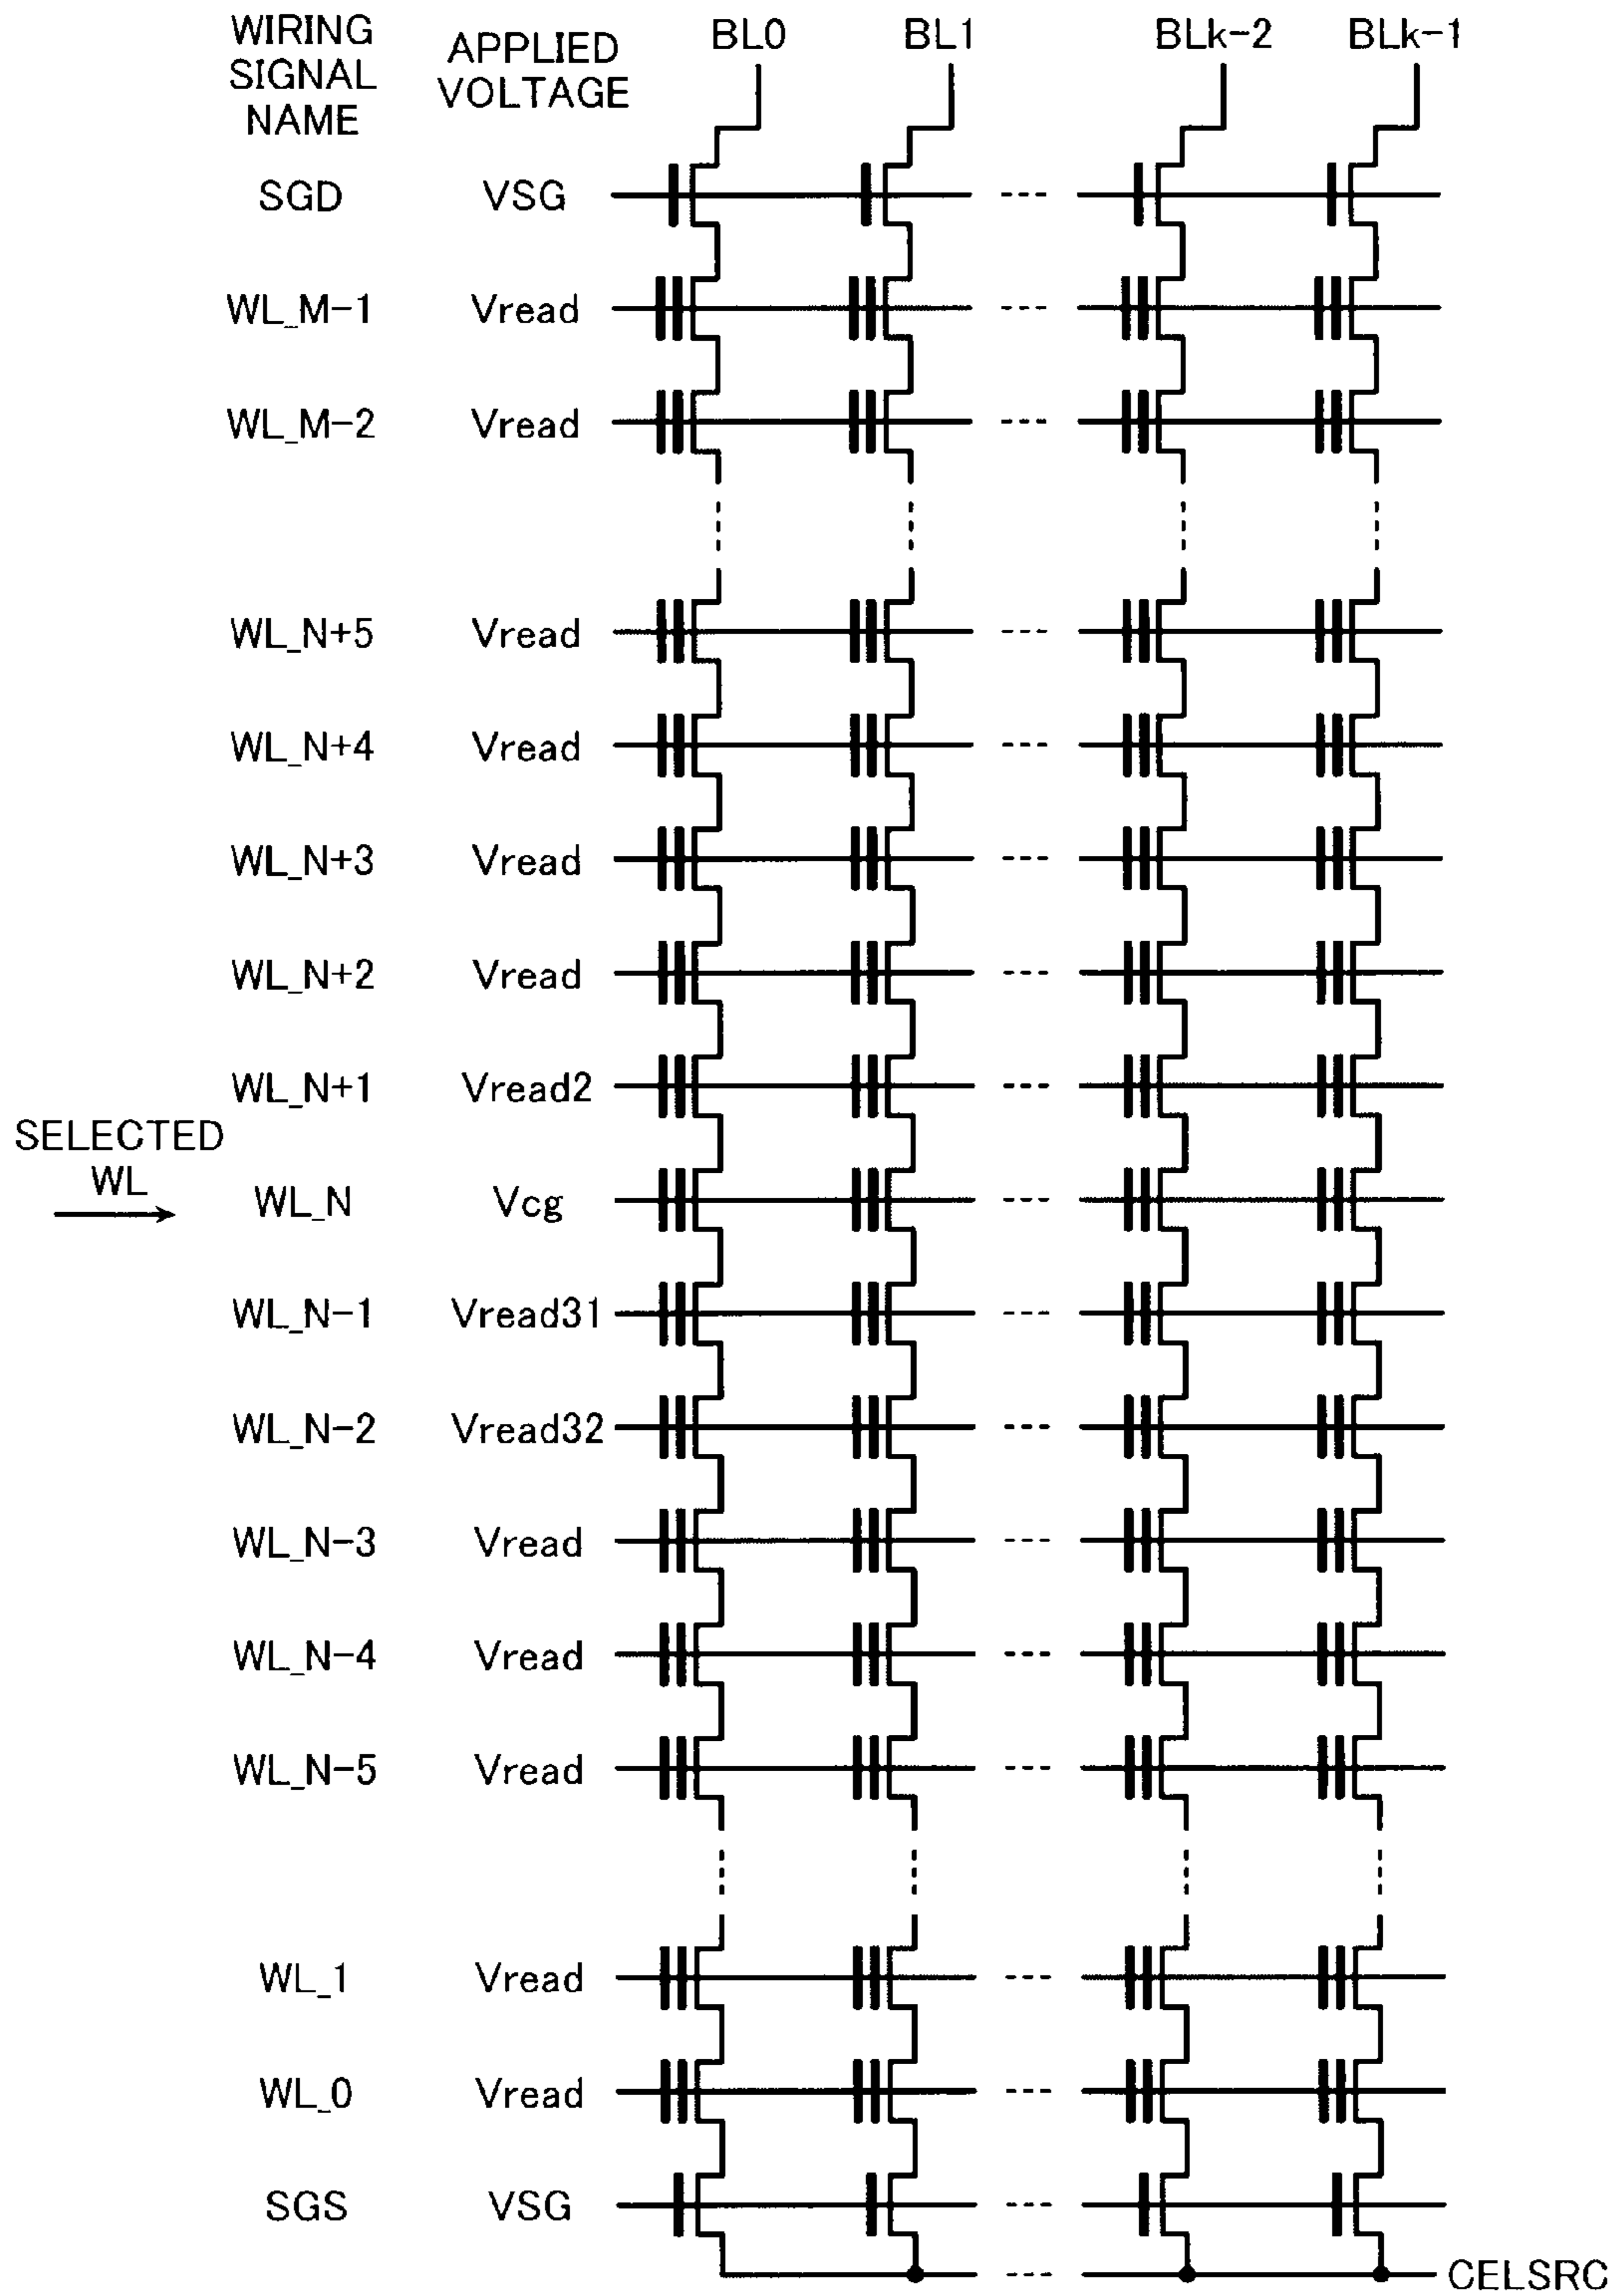 WIRING
SIGNAL
NAME
APPLIED
VOLTAGE
BL0 BL1 BLk-2 BLk-1
SGD VSG
WL_M-1 Vread
WL_M-2 Vread
WL_N+5 Vread
WL_N+4 Vread
WL_N+3 Vread
WL_N+2 Vread
WL_N+1 Vread2
SELECTED
WL
WL_N Vcg
WL_N-1 Vread31
WL_N-2 Vread32
WL_N-3 Vread
WL_N-4 Vread
WL_N-5 Vread
WL_1 Vread
WL_0 Vread
SGS VSG
CELSRC